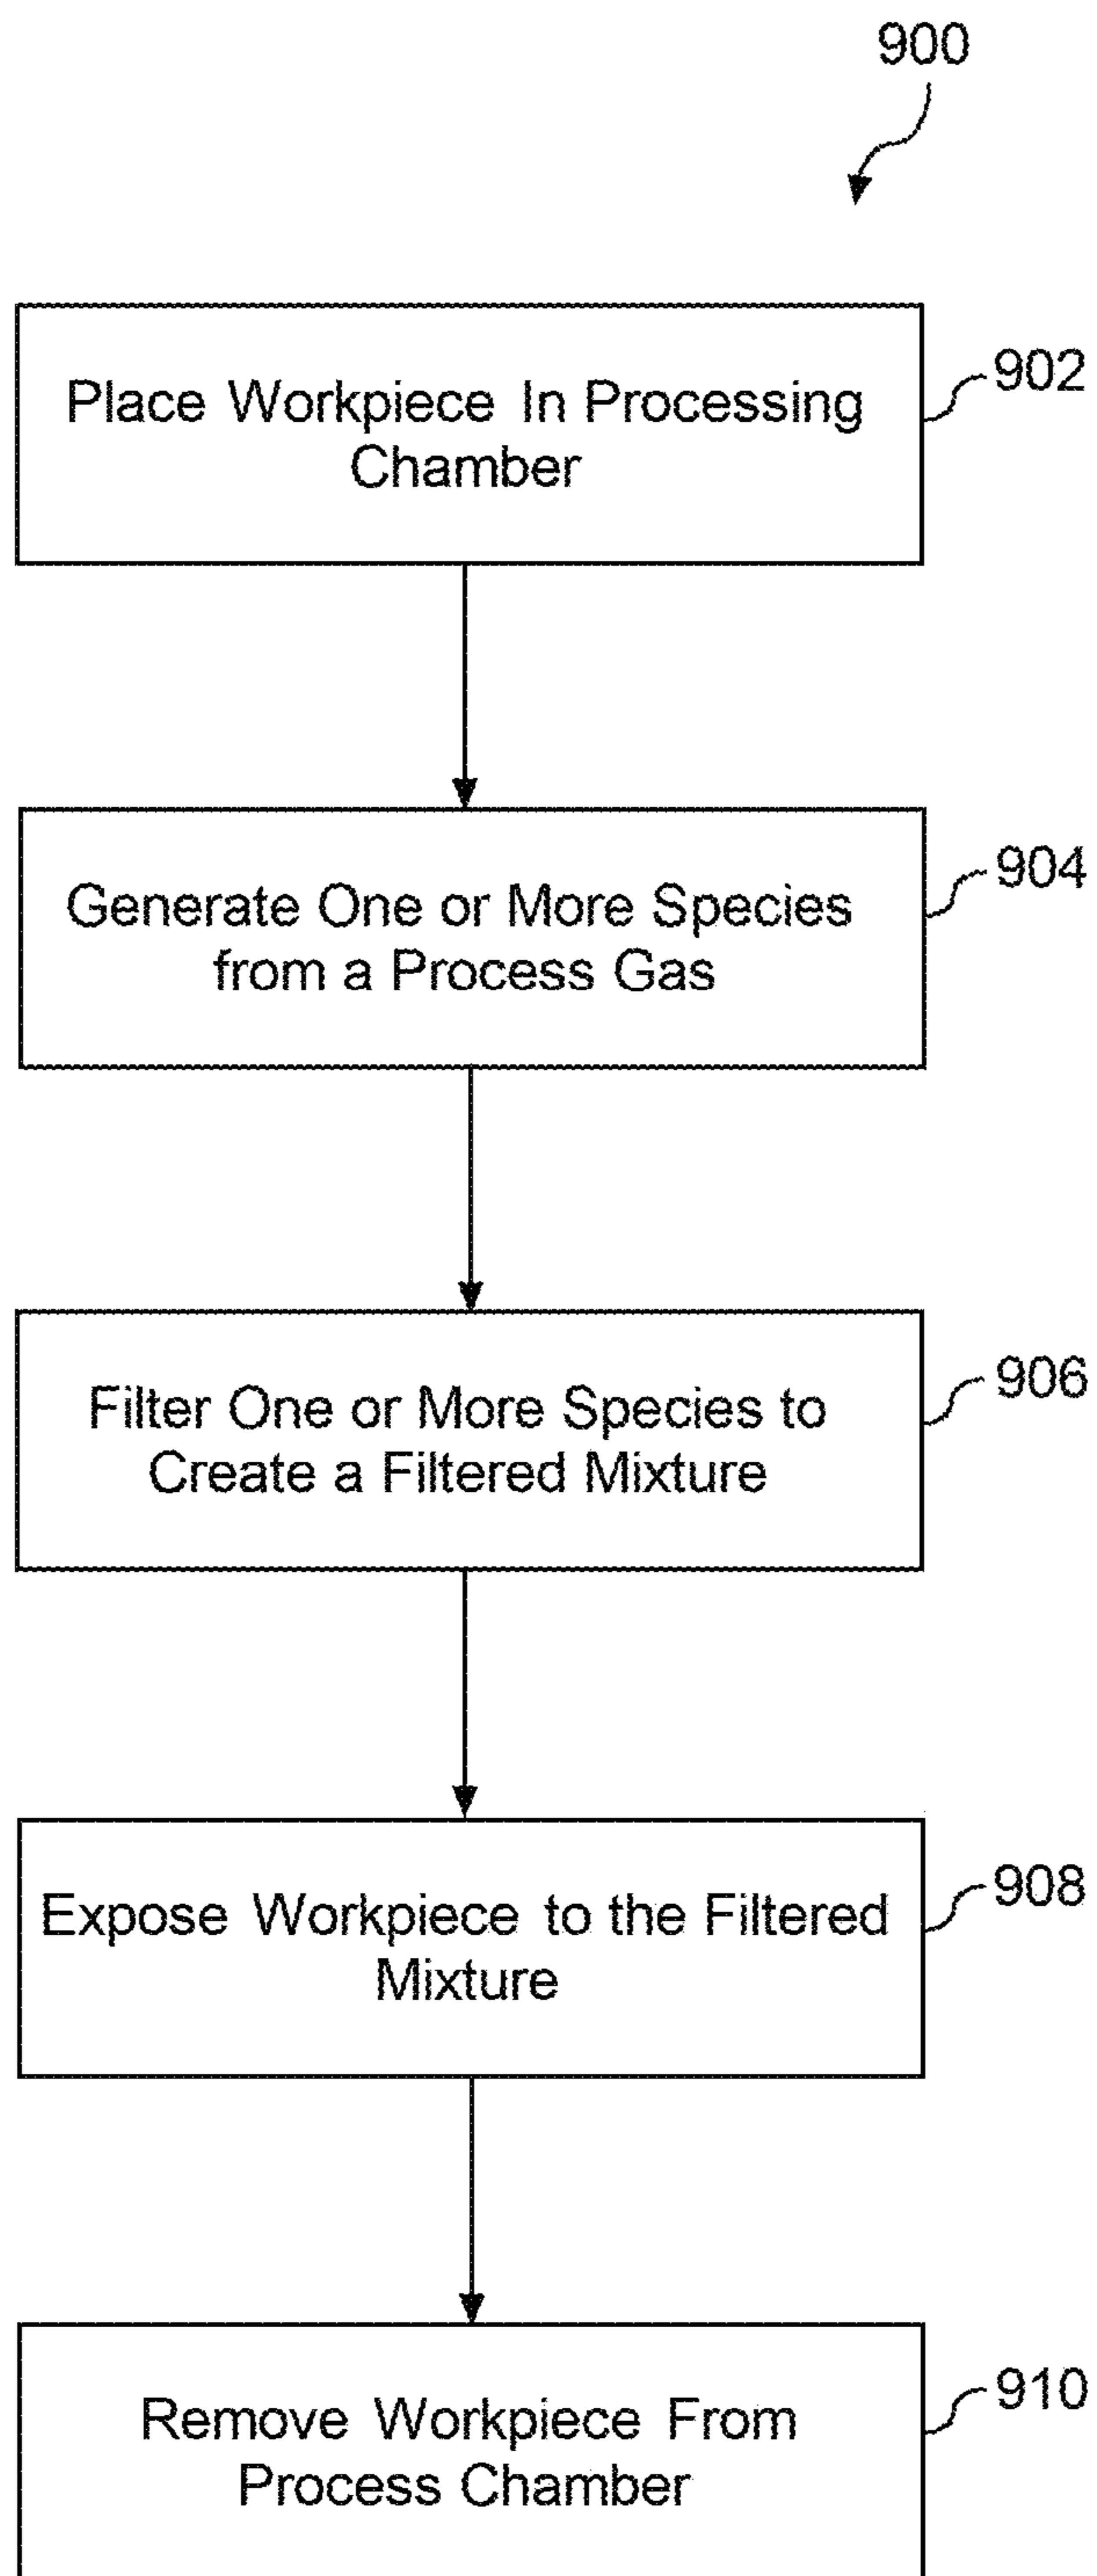 900
Place Workpiece In Processing
Chamber
902
Generate One or More Species
from a Process Gas
904
Filter One or More Species to
Create a Filtered Mixture
906
Expose Workpiece to the Filtered
Mixture
908
Remove Workpiece From
Process Chamber
910